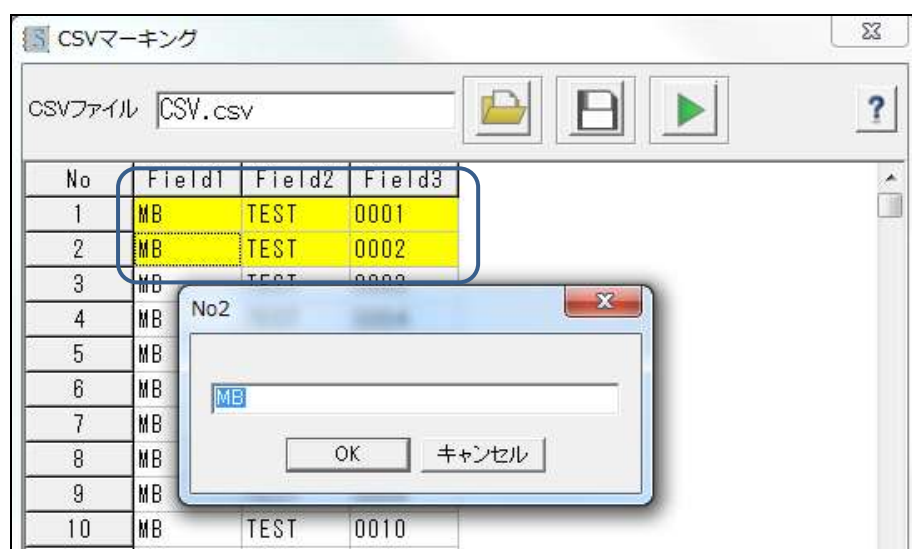 CSVマーキング
CSVファイル CSV.csv ?
No Field1 Field2 Field3
1 MB TEST 0001
2 MB TEST 0002
3 MB TEST 0003
No2
4 MB
5 MB
6 MB
MB
7 MB
8 MB
OK キャンセル
9 MB
10 MB TEST 0010